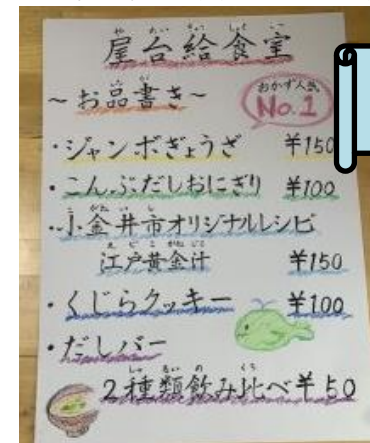 屋台給食室
~お品書き~
おかず人気
No.1
・ジャンボぎょうざ ¥150
・こんぶだしおにぎり ¥100
・小金井市オリジナルレシピ
江戸黄金汁 ¥150
・くじらクッキー ¥100
・だしバー
2種類飲み比べ ¥50